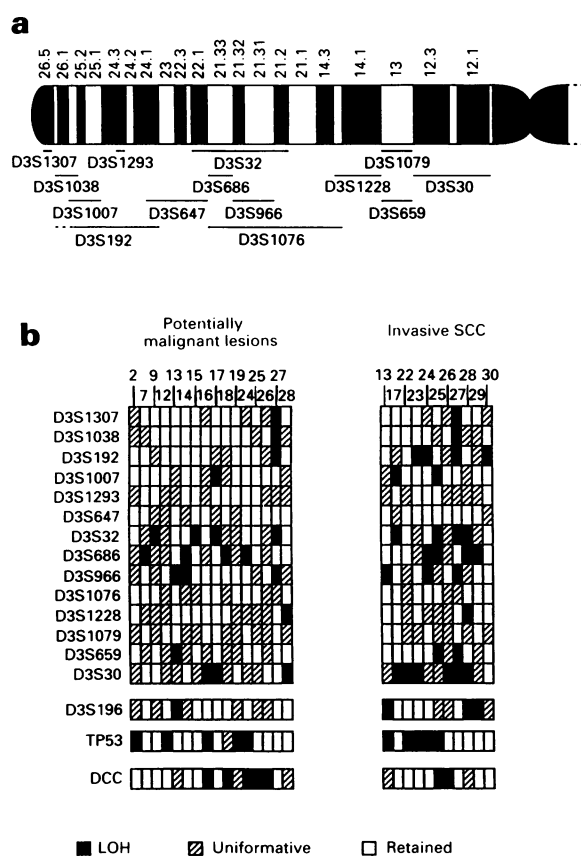 a
26.5 26.1 25.2 25.1 24.3 24.2 24.1 23 22.3 22.1 21.33 21.32 21.31 21.2 21.1 14.3 14.1 13 12.3 12.1
D3S1307 D3S1293 D3S32 D3S1079
D3S1038 D3S686 D3S1228 D3S30
D3S1007 D3S647 D3S966 D3S659
D3S192 D3S1076
b
Potentially
malignant lesions
Invasive SCC
2 9 13 15 17 19 25 27
7 12 14 16 18 24 26 28
13 22 24 26 28 30
17 23 25 27 29
D3S1307
D3S1038
D3S192
D3S1007
D3S1293
D3S647
D3S32
D3S686
D3S966
D3S1076
D3S1228
D3S1079
D3S659
D3S30
D3S196
TP53
DCC
LOH Uniformative Retained